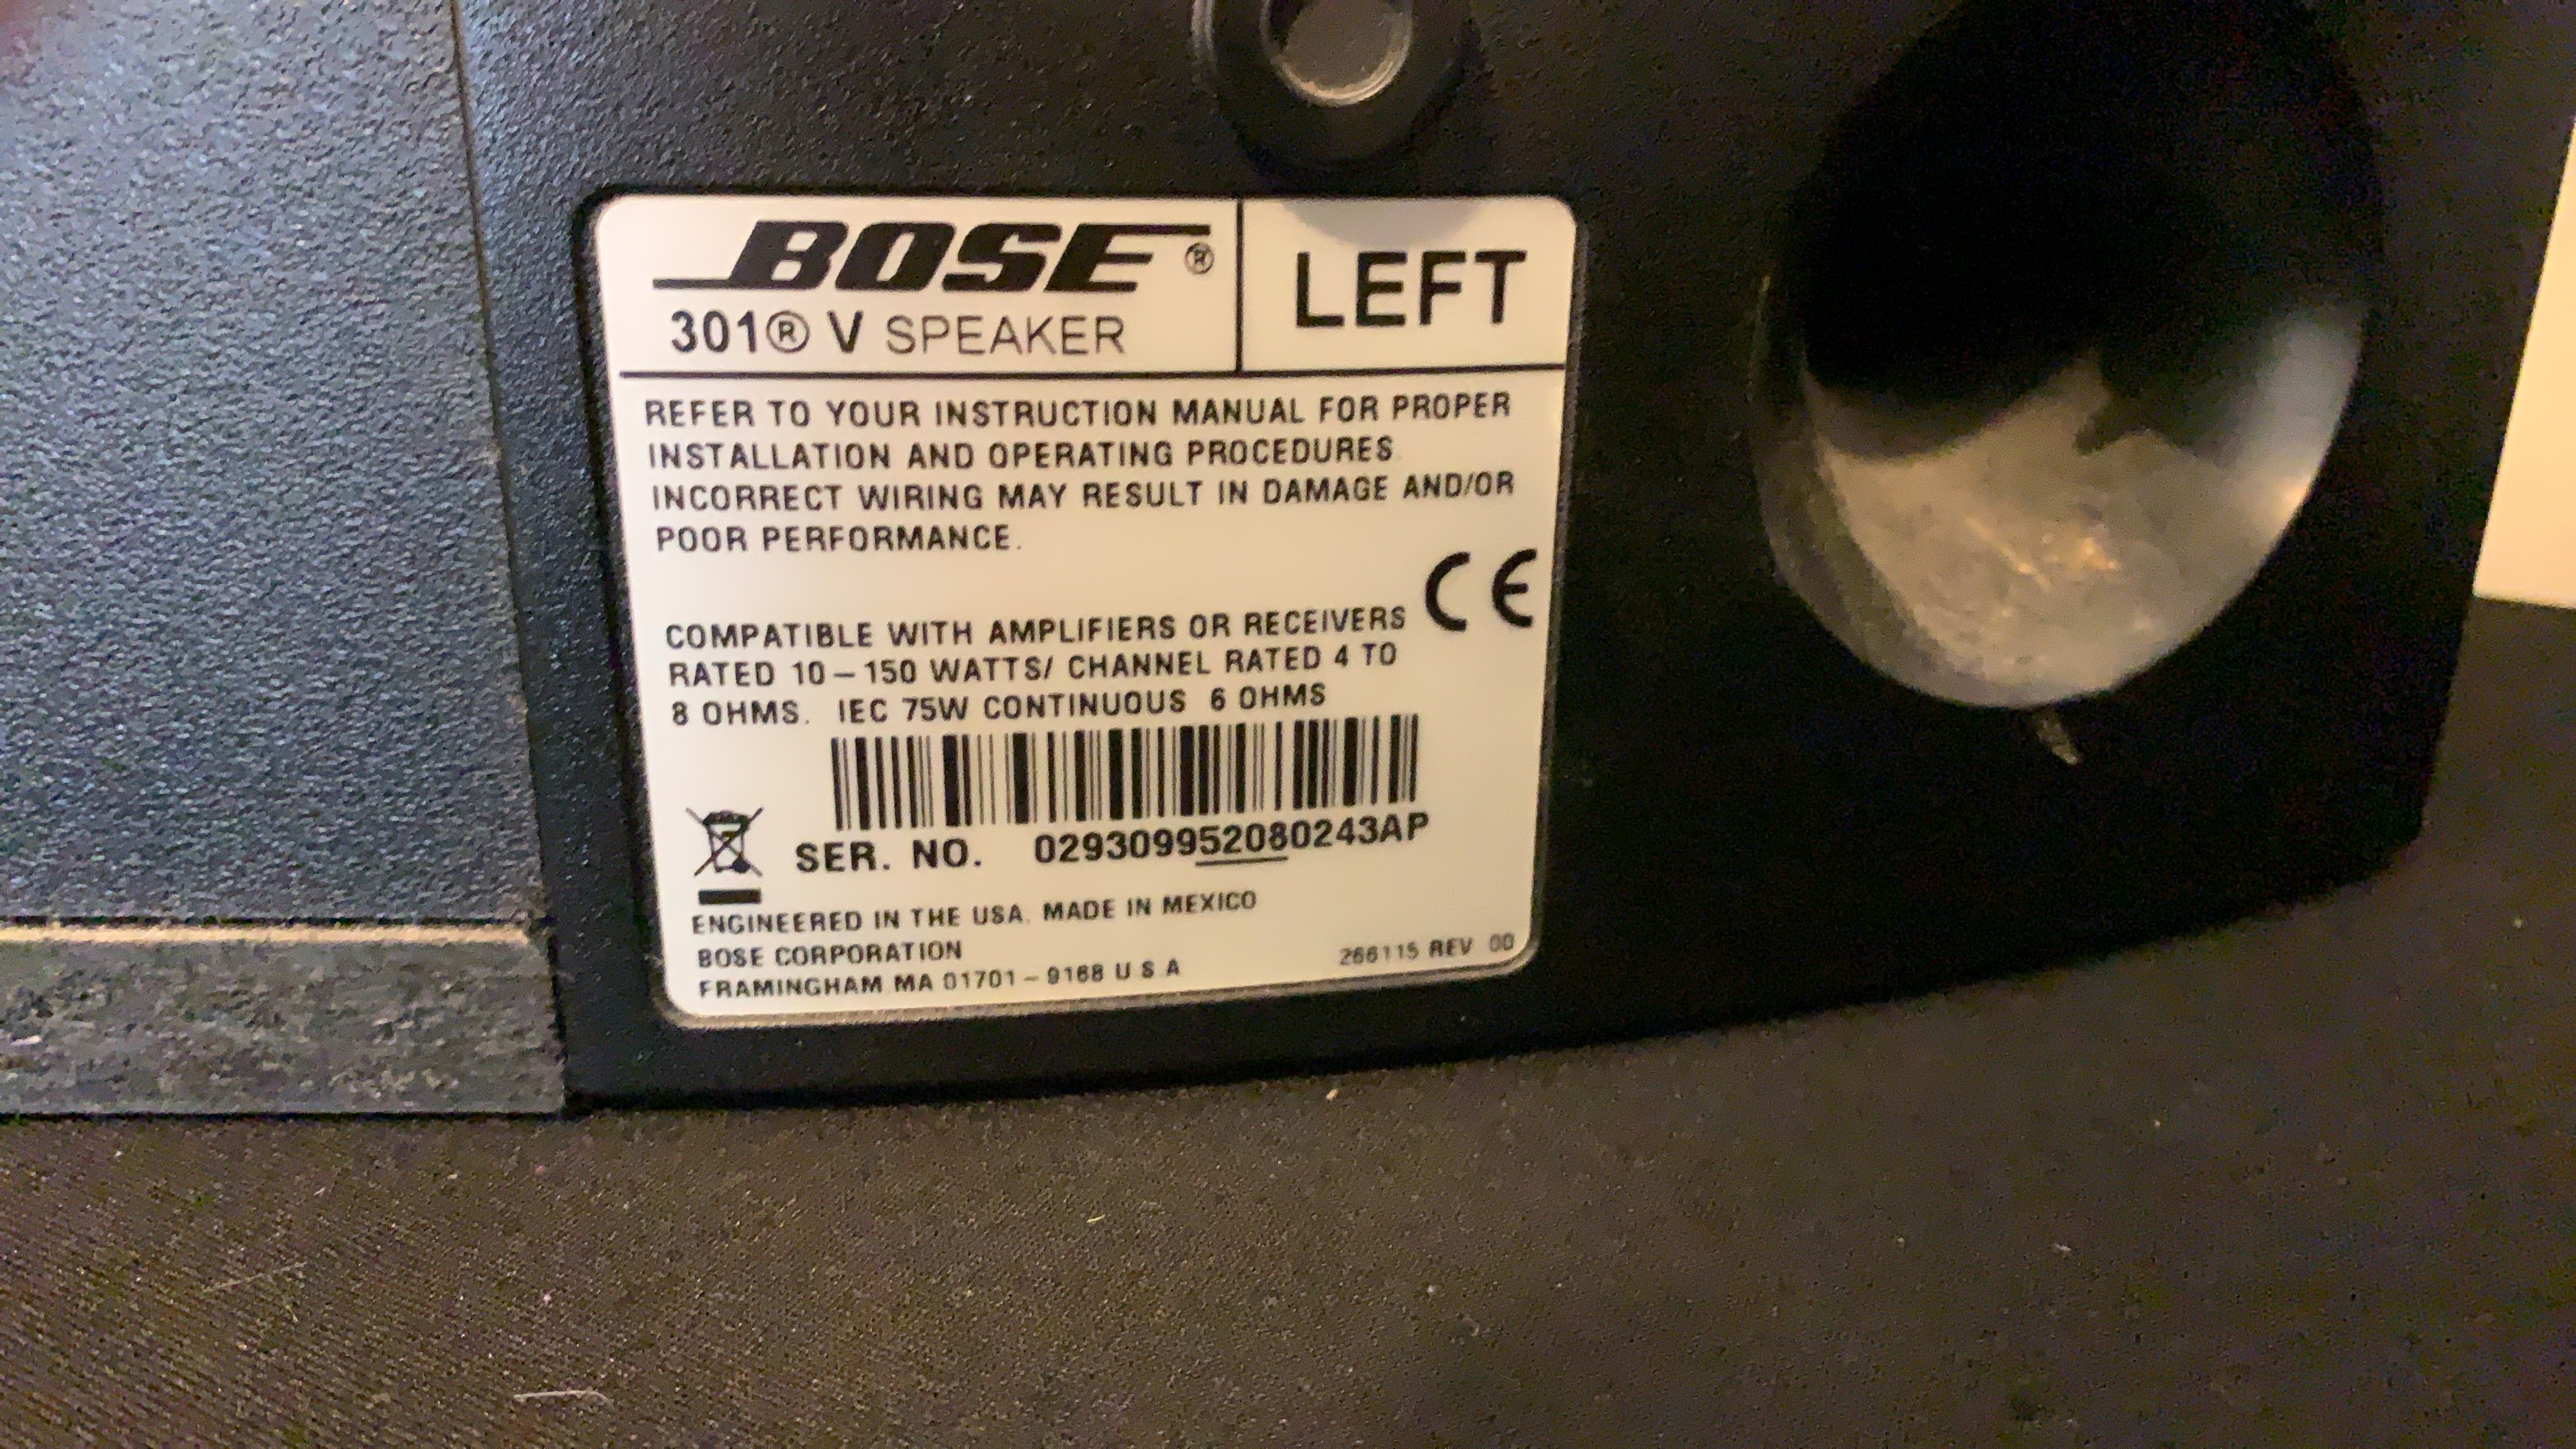 BOSE®
LEFT
301® V SPEAKER
REFER TO YOUR INSTRUCTION MANUAL FOR PROPER
INSTALLATION AND OPERATING PROCEDURES
INCORRECT WIRING MAY RESULT IN DAMAGE AND/OR
POOR PERFORMANCE.
CE
COMPATIBLE WITH AMPLIFIERS OR RECEIVERS
RATED 10–150 WATTS/ CHANNEL RATED 4 TO
8 OHMS. IEC 75W CONTINUOUS 6 OHMS
SER. NO. 029309952080243AP
ENGINEERED IN THE USA. MADE IN MEXICO
BOSE CORPORATION
FRAMINGHAM MA 01701–9168 U S A
266115 REV 00